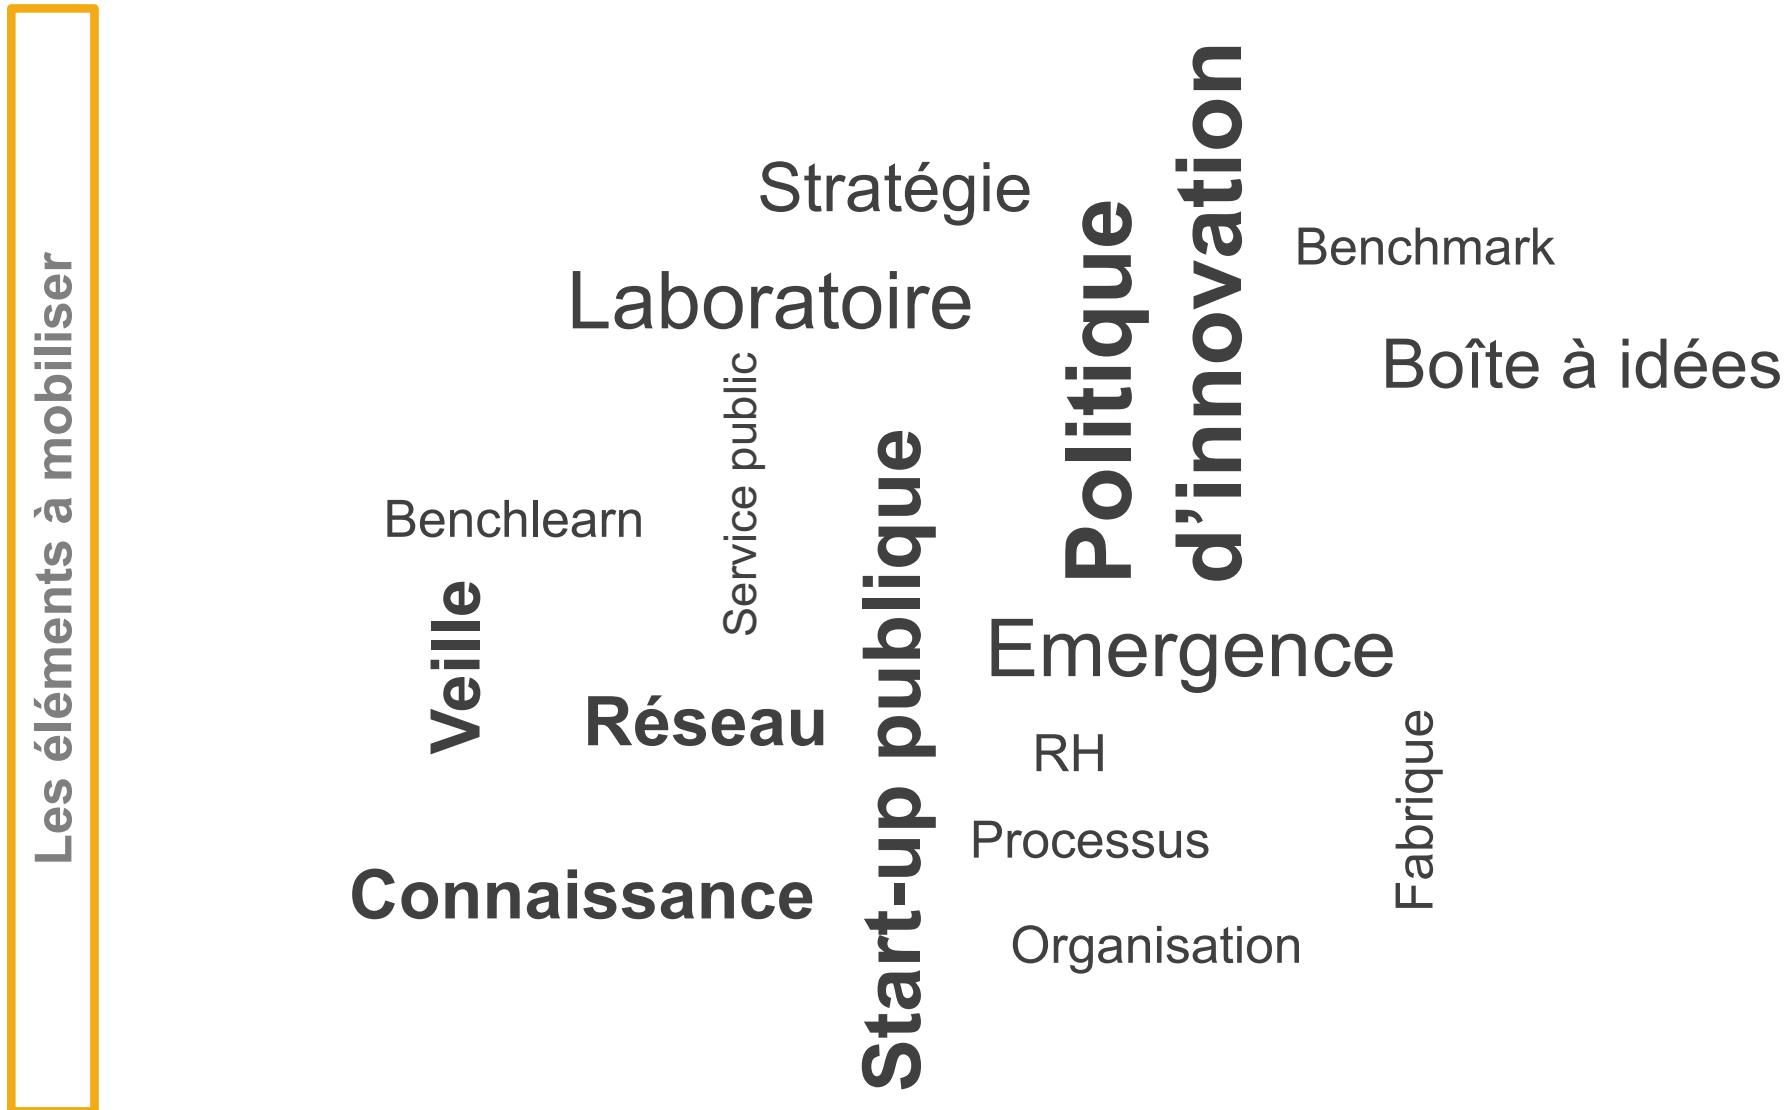 Les éléments à mobiliser
Stratégie
Politique
d’innovation
Benchmark
Laboratoire
Boîte à idées
Service public
Benchlearn
Start-up publique
Veille
Emergence
Réseau
RH
Fabrique
Processus
Connaissance
Organisation